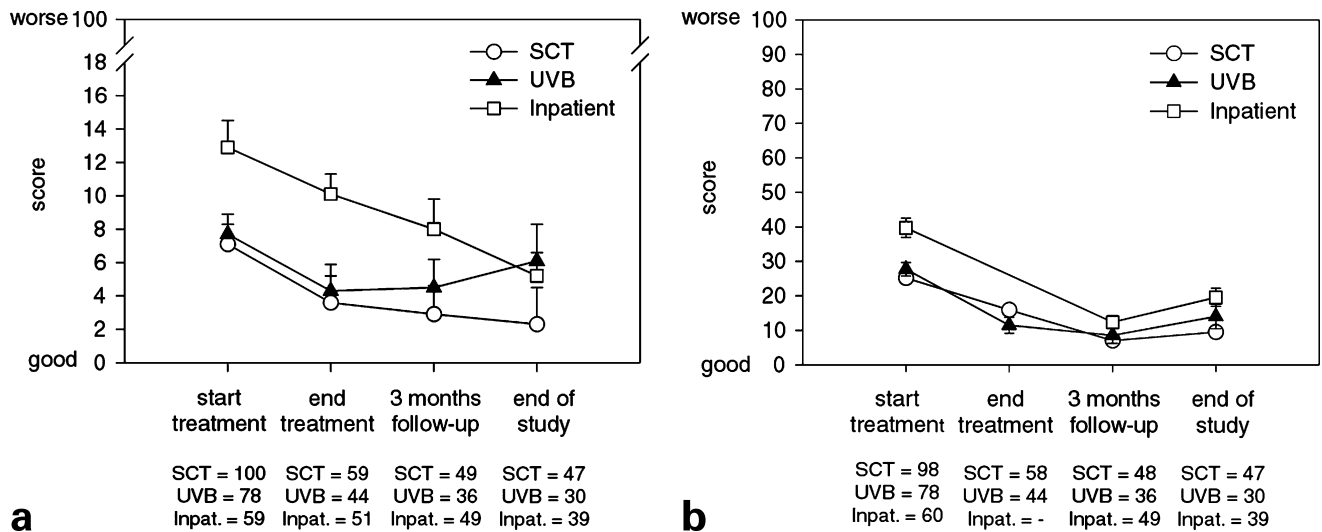 worse 100
18
16
14
12
10
8
6
4
2
good 0
score
SCT
UVB
Inpatient
start treatment
end treatment
3 months follow-up
end of study
SCT = 100 SCT = 59 SCT = 49 SCT = 47
UVB = 78 UVB = 44 UVB = 36 UVB = 30
Inpat. = 59 Inpat. = 51 Inpat. = 49 Inpat. = 39
a
worse 100
90
80
70
60
50
40
30
20
10
good 0
score
SCT
UVB
Inpatient
start treatment
end treatment
3 months follow-up
end of study
SCT = 98 SCT = 58 SCT = 48 SCT = 47
UVB = 78 UVB = 44 UVB = 36 UVB = 30
Inpat. = 60 Inpat. = - Inpat. = 49 Inpat. = 39
b